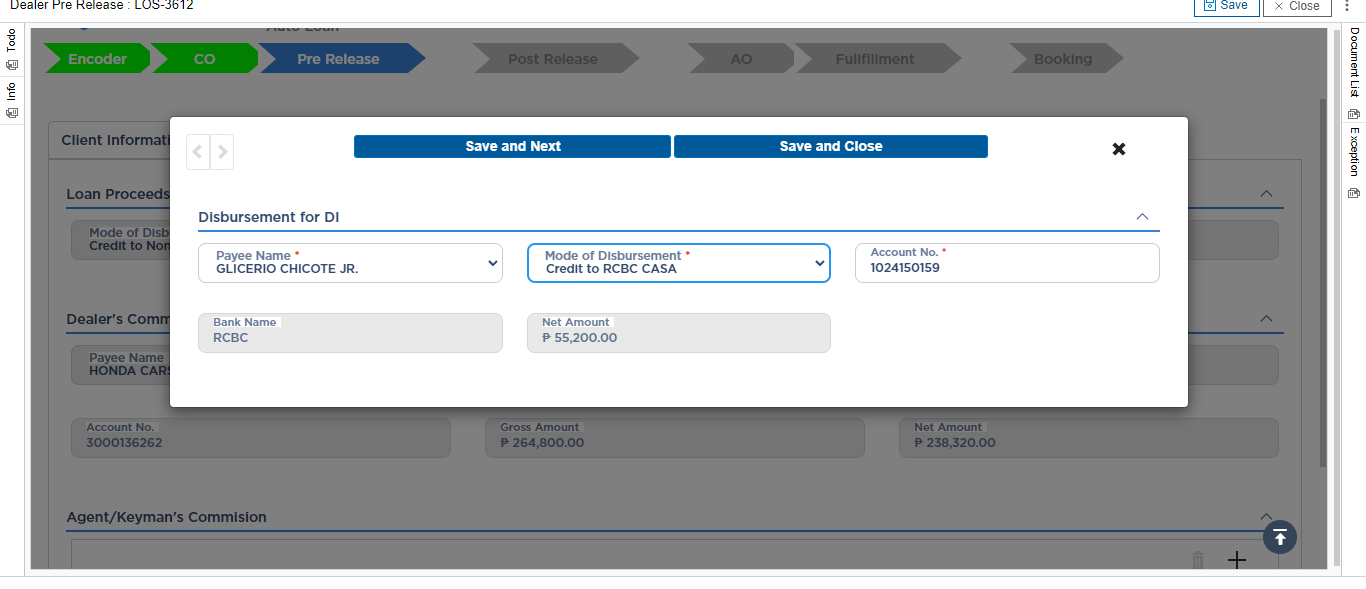 Dealer Pre Release : LOS-3612
Save
Close
Todo
Info
Document List
Exception
Auto Loan
Encoder
CO
Pre Release
Post Release
AO
Fullfillment
Booking
Client Informati
Save and Next
Save and Close
Loan Proceeds
Mode of Disb
Credit to Non
Disbursement for DI
Payee Name *
GLICERIO CHICOTE JR.
Mode of Disbursement *
Credit to RCBC CASA
Account No. *
1024150159
Bank Name
RCBC
Net Amount
₱ 55,200.00
Dealer's Comm
Payee Name
HONDA CARS
Account No.
3000136262
Gross Amount
₱ 264,800.00
Net Amount
₱ 238,320.00
Agent/Keyman's Commision